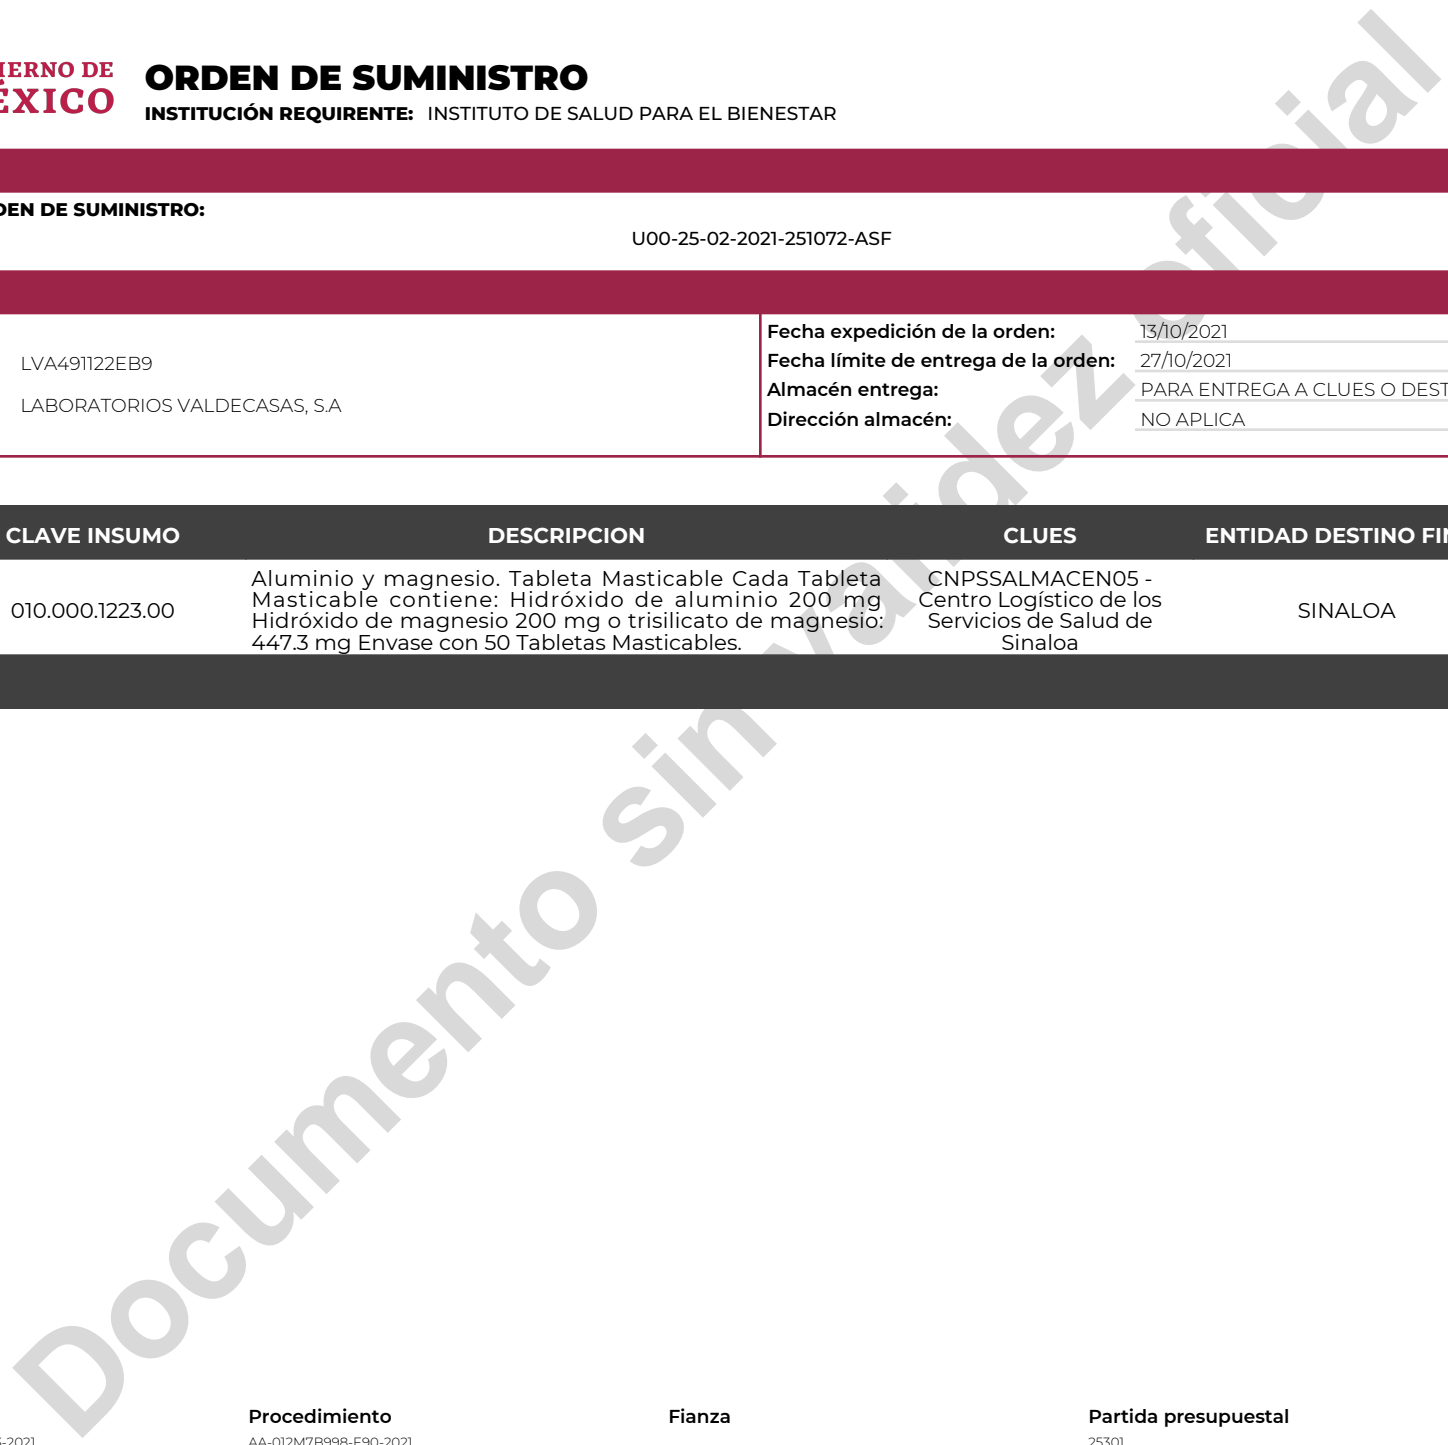 IERNO DE
ÉXICO
ORDEN DE SUMINISTRO
INSTITUCIÓN REQUIRENTE: INSTITUTO DE SALUD PARA EL BIENESTAR
DEN DE SUMINISTRO:
U00-25-02-2021-251072-ASF
LVA491122EB9
LABORATORIOS VALDECASAS, S.A
Fecha expedición de la orden: 13/10/2021
Fecha límite de entrega de la orden: 27/10/2021
Almacén entrega: PARA ENTREGA A CLUES O DEST
Dirección almacén: NO APLICA
CLAVE INSUMO DESCRIPCION CLUES ENTIDAD DESTINO FIN
010.000.1223.00
Aluminio y magnesio. Tableta Masticable Cada Tableta
Masticable contiene: Hidróxido de aluminio 200 mg
Hidróxido de magnesio 200 mg o trisilicato de magnesio:
447.3 mg Envase con 50 Tabletas Masticables.
CNPSSALMACEN05 -
Centro Logístico de los
Servicios de Salud de
Sinaloa
SINALOA
Documento sin validez oficial
Procedimiento Fianza Partida presupuestal
-2021 AA-012M7B998-E90-2021 25301